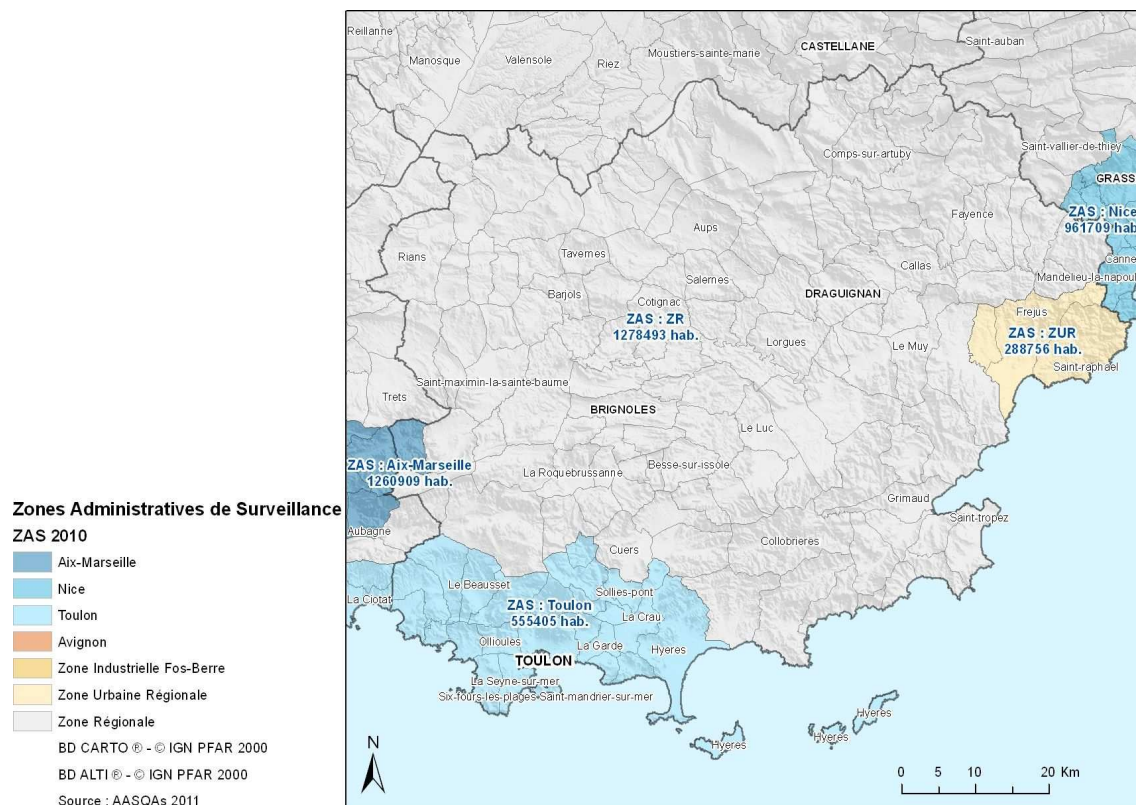 Zones Administratives de Surveillance
ZAS 2010
Aix-Marseille
Nice
Toulon
Avignon
Zone Industrielle Fos-Berre
Zone Urbaine Régionale
Zone Régionale
BD CARTO ® - © IGN PFAR 2000
BD ALTI ® - © IGN PFAR 2000
Source : AASQAs 2011
Reillanne
Manosque
Valensole
Riez
Moustiers-sainte-marie
CASTELLANE
Saint-auban
Comps-sur-artuby
Saint-vallier-de-thiey
GRASS
ZAS : Nice
961709 hab.
Fayence
Aups
Rians
Tavernes
Callas
Canne
Salernes
Mandelieu-la-napoul
Barjols
Cotignac
DRAGUIGNAN
ZAS : ZR
1278493 hab.
Frejus
ZAS : ZUR
288756 hab.
Lorgues
Le Muy
Saint-raphael
Saint-maximin-la-sainte-baume
Trets
BRIGNOLES
Le Luc
ZAS : Aix-Marseille
1260909 hab.
La Roquebrussanne
Besse-sur-issole
Grimaud
Saint-tropez
Aubagne
Collobrieres
Cuers
Le Beausset
Sollies-pont
La Ciotat
ZAS : Toulon
555405 hab.
La Crau
Ollioules
La Garde
Hyeres
TOULON
La Seyne-sur-mer
Six-fours-les-plages
Saint-mandrier-sur-mer
Hyeres
Hyeres
Hyeres
N
0 5 10 20 Km